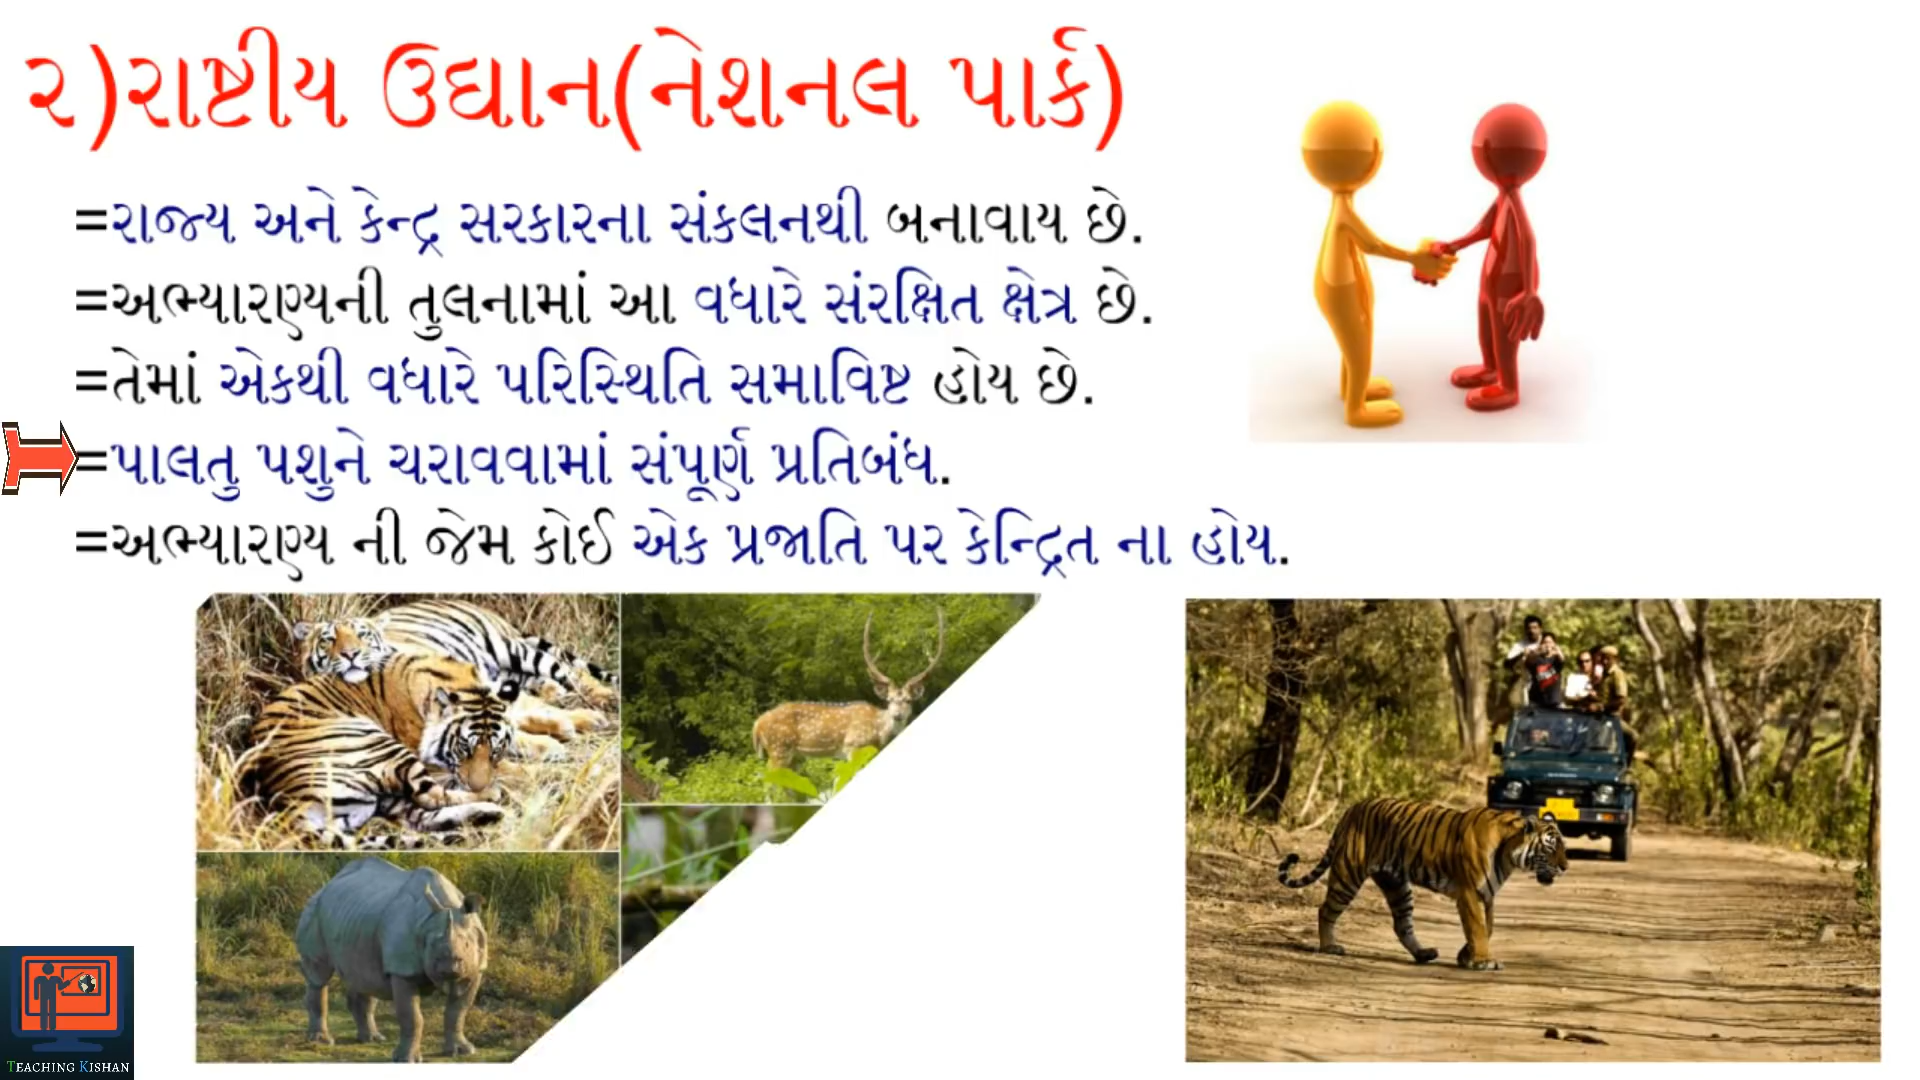 ૨)રાષ્ટીય ઉદ્યાન(નેશનલ પાર્ક)
=રાજ્ય અને કેન્દ્ર સરકારના સંકલનથી બનાવાય છે.
=અભ્યારણ્યની તુલનામાં આ વધારે સંરક્ષિત ક્ષેત્ર છે.
=તેમાં એકથી વધારે પરિસ્થિતિ સમાવિષ્ટ હોય છે.
=પાલતુ પશુને ચરાવવામાં સંપૂર્ણ પ્રતિબંધ.
=અભ્યારણ્ય ની જેમ કોઈ એક પ્રજાતિ પર કેન્દ્રિત ના હોય.
TEACHING KISHAN